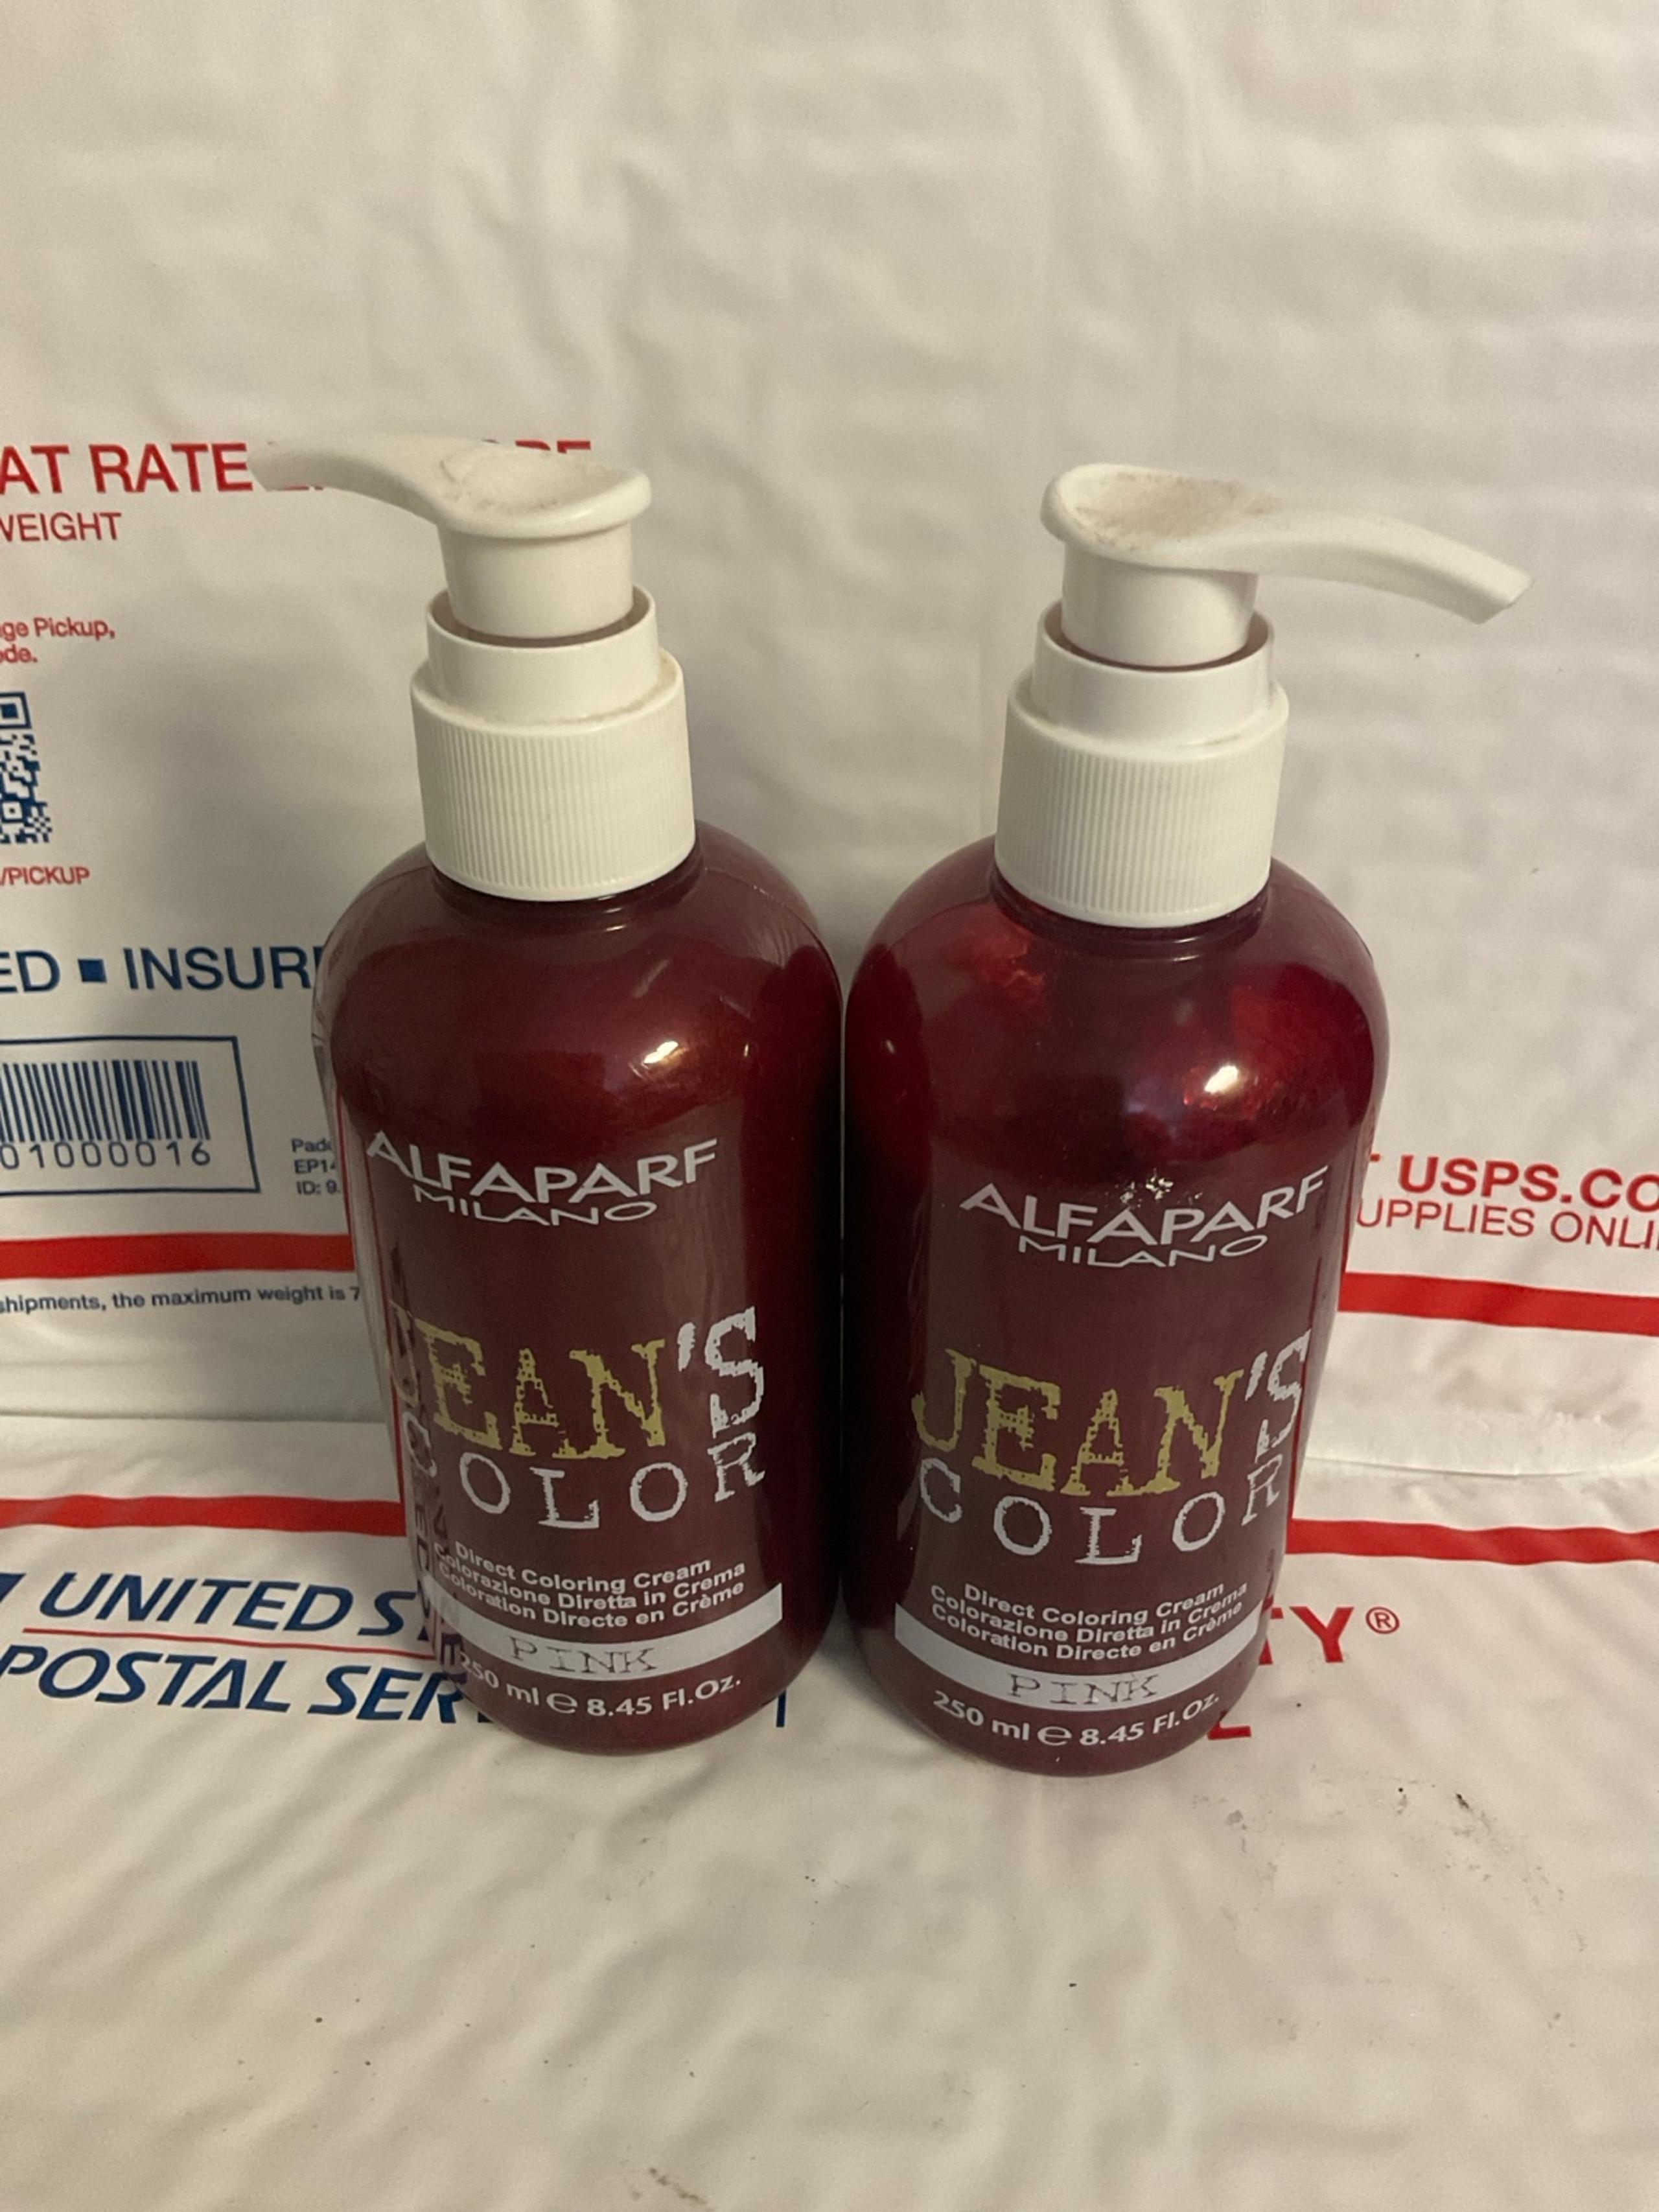 AT RATE
WEIGHT
ge Pickup,
ode.
/PICKUP
ED ■ INSUR
01000016
EP14
ID: 9.
shipments, the maximum weight is 7
UNITED S
POSTAL SER
ALFAPARF
MILANO
JEAN'S
COLOR
Direct Coloring Cream
Colorazione Diretta in Crema
Coloration Directe en Crème
PINK
250 ml e 8.45 Fl.Oz.
ALFAPARF
MILANO
JEAN'S
COLOR
Direct Coloring Cream
Colorazione Diretta in Crema
Coloration Directe en Crème
PINK
250 ml e 8.45 Fl.Oz.
T USPS.CO
UPPLIES ONLI
TY®